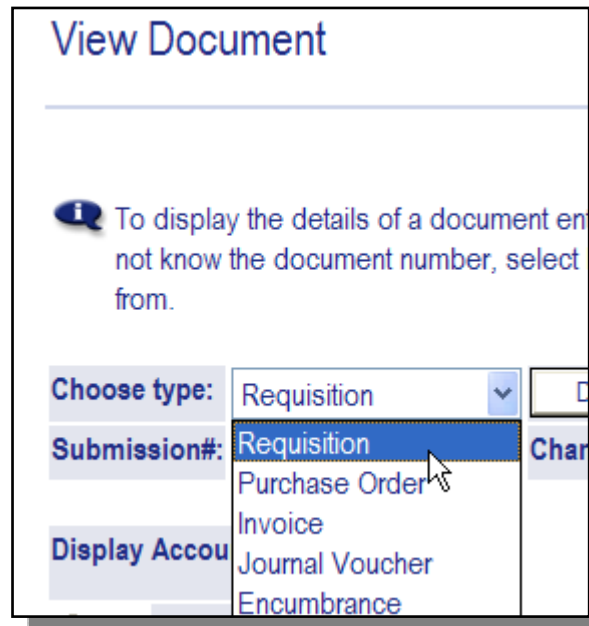 View Document
To display the details of a document en
not know the document number, select
from.
Choose type: Requisition D
Submission#: Requisition Chan
Purchase Order
Invoice
Display Accou
Journal Voucher
Encumbrance